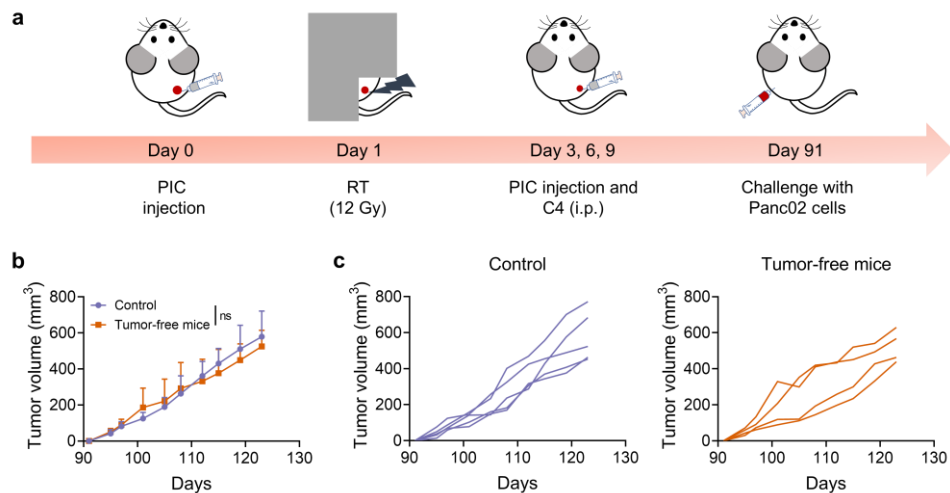 a
Day 0
Day 1
Day 3, 6, 9
Day 91
PIC
injection
RT
(12 Gy)
PIC injection and
C4 (i.p.)
Challenge with
Panc02 cells
b
Tumor volume (mm³)
800
600
400
200
0
90
100
110
120
130
Days
Control
Tumor-free mice
ns
c
Control
Tumor volume (mm³)
800
600
400
200
0
90
100
110
120
130
Days
Tumor-free mice
Tumor volume (mm³)
800
600
400
200
0
90
100
110
120
130
Days